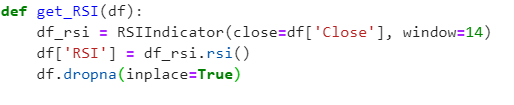 def get_RSI(df):
    df_rsi = RSIIndicator(close=df['Close'], window=14)
    df['RSI'] = df_rsi.rsi()
    df.dropna(inplace=True)